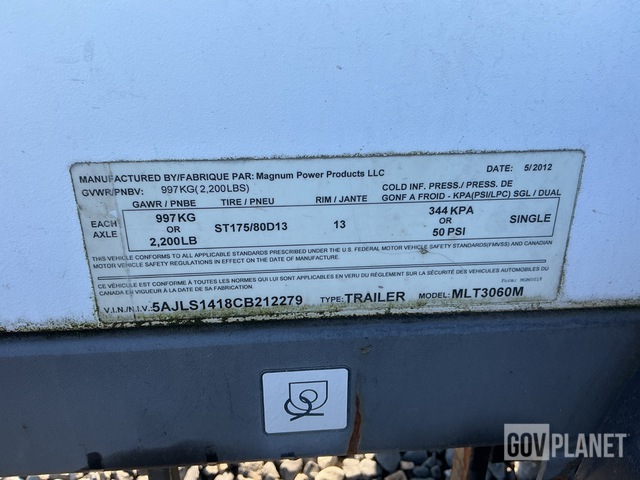 MANUFACTURED BY/FABRIQUE PAR: Magnum Power Products LLC DATE: 5/2012
GVWR/PNBV: 997KG(2,200LBS)
GAWR / PNBE TIRE / PNEU RIM / JANTE COLD INF. PRESS./PRESS. DE GONF A FROID - KPA(PSI/LPC) SGL / DUAL
EACH AXLE 997KG OR 2,200LB ST175/80D13 13 344 KPA OR 50 PSI SINGLE
THIS VEHICLE CONFORMS TO ALL APPLICABLE STANDARDS PRESCRIBED UNDER THE U.S. FEDERAL MOTOR VEHICLE SAFETY STANDARDS(FMVSS) AND CANADIAN
MOTOR VEHICLE SAFETY REGULATIONS IN EFFECT ON THE DATE OF MANUFACTURE.
CE VÉHICULE EST CONFORME À TOUTES LES NORMES QUI LUI SONT APPLICABLES EN VERTU DU RÈGLEMENT SUR LA SÉCURITÉ DES VÉHICULES AUTOMOBILES DU
CANADA EN VIGUEUR À LA DATE DE SA FABRICATION.
V.I.N./N.I.V.: 5AJLS1418CB212279 TYPE: TRAILER MODEL: MLT3060M
GOVPLANET